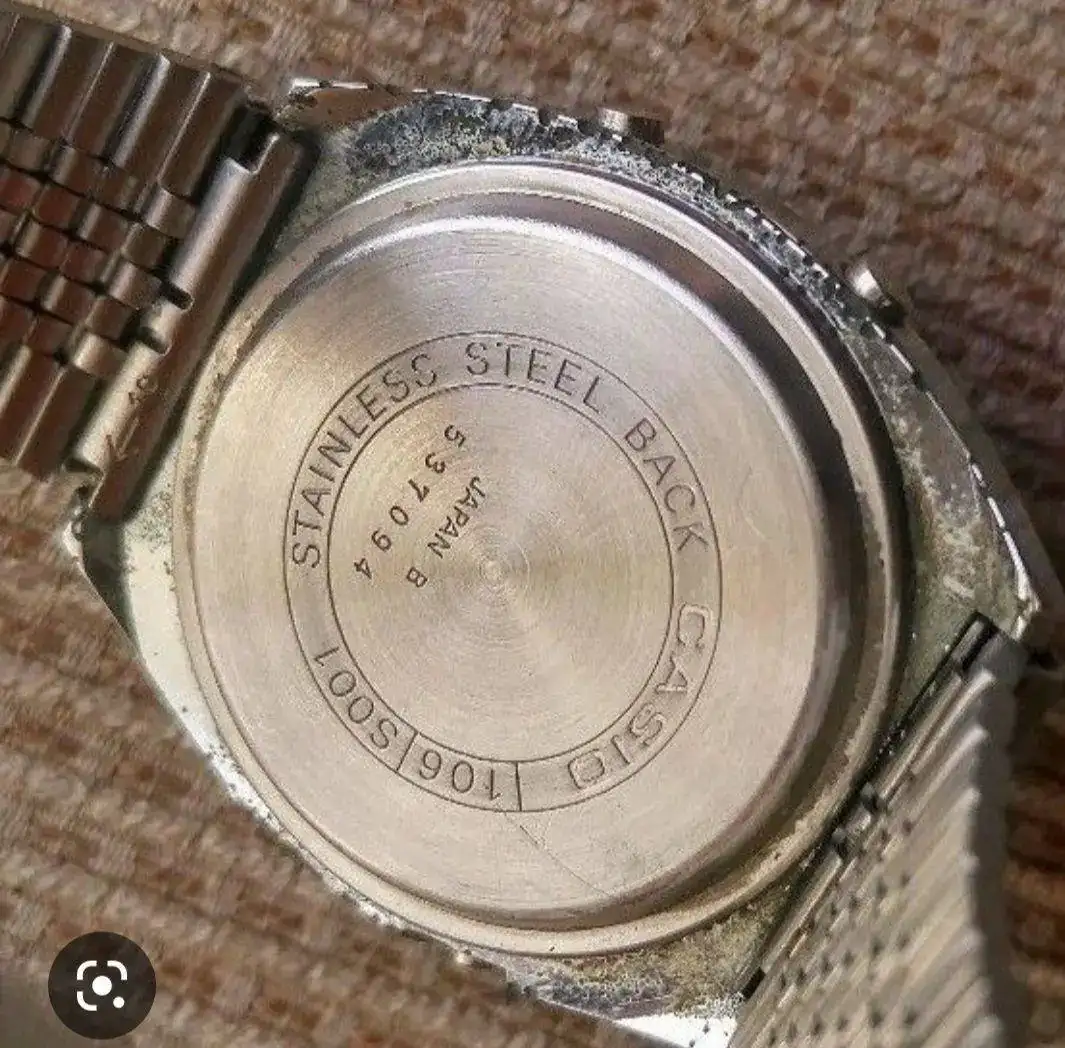 STAINLESS STEEL BACK CASIO 106 S001
537094
JAPAN B